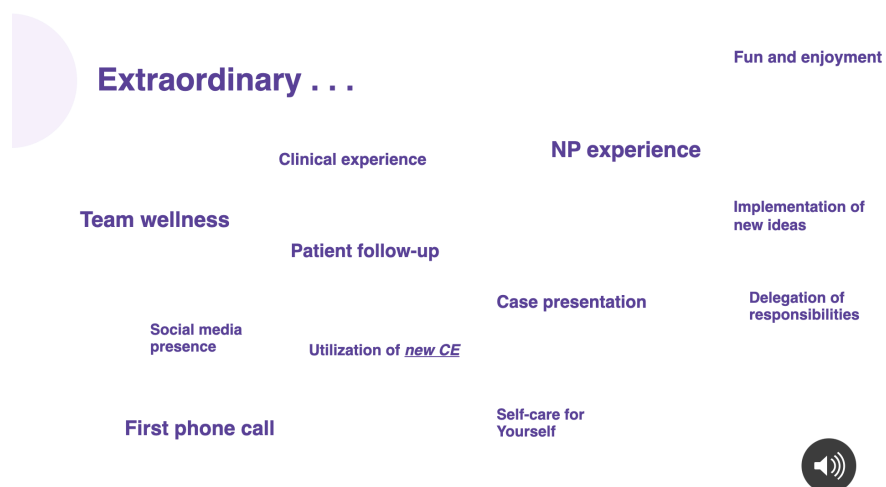 Extraordinary . . .
Fun and enjoyment
Clinical experience
NP experience
Team wellness
Implementation of
new ideas
Patient follow-up
Case presentation
Delegation of
responsibilities
Social media
presence
Utilization of new CE
First phone call
Self-care for
Yourself